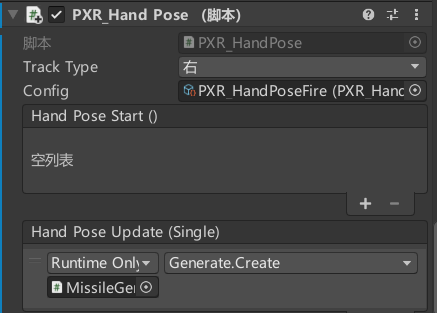 PXR_Hand Pose （脚本）
脚本 PXR_HandPose
Track Type 右
Config PXR_HandPoseFire (PXR_Hand
Hand Pose Start ()
空列表
Hand Pose Update (Single)
Runtime Only Generate.Create
MissileGe